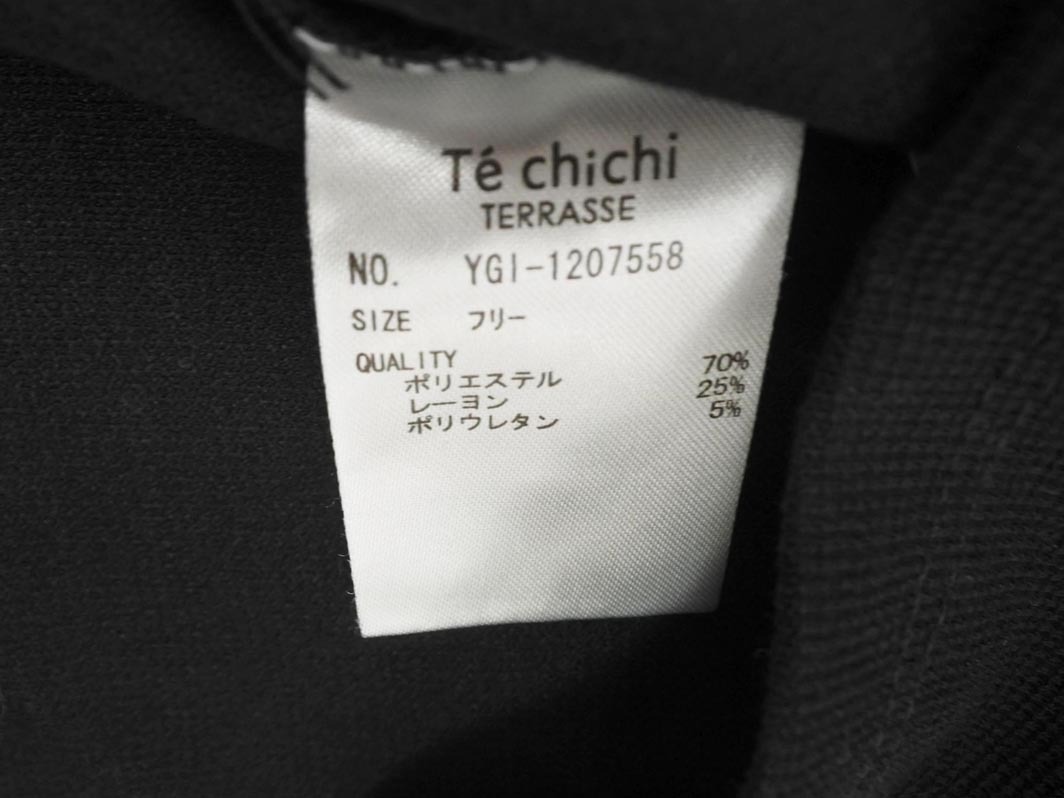 Té chichi
TERRASSE
NO. YGI-1207558
SIZE フリー
QUALITY
ポリエステル 70%
レーヨン 25%
ポリウレタン 5%